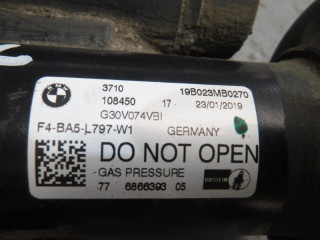 3710 19B023MB0270
108450 17 23/01/2019
G30V074VBI
F4-BA5-L797-W1 GERMANY
DO NOT OPEN
GAS PRESSURE
77 6866393 05
BILSTEIN